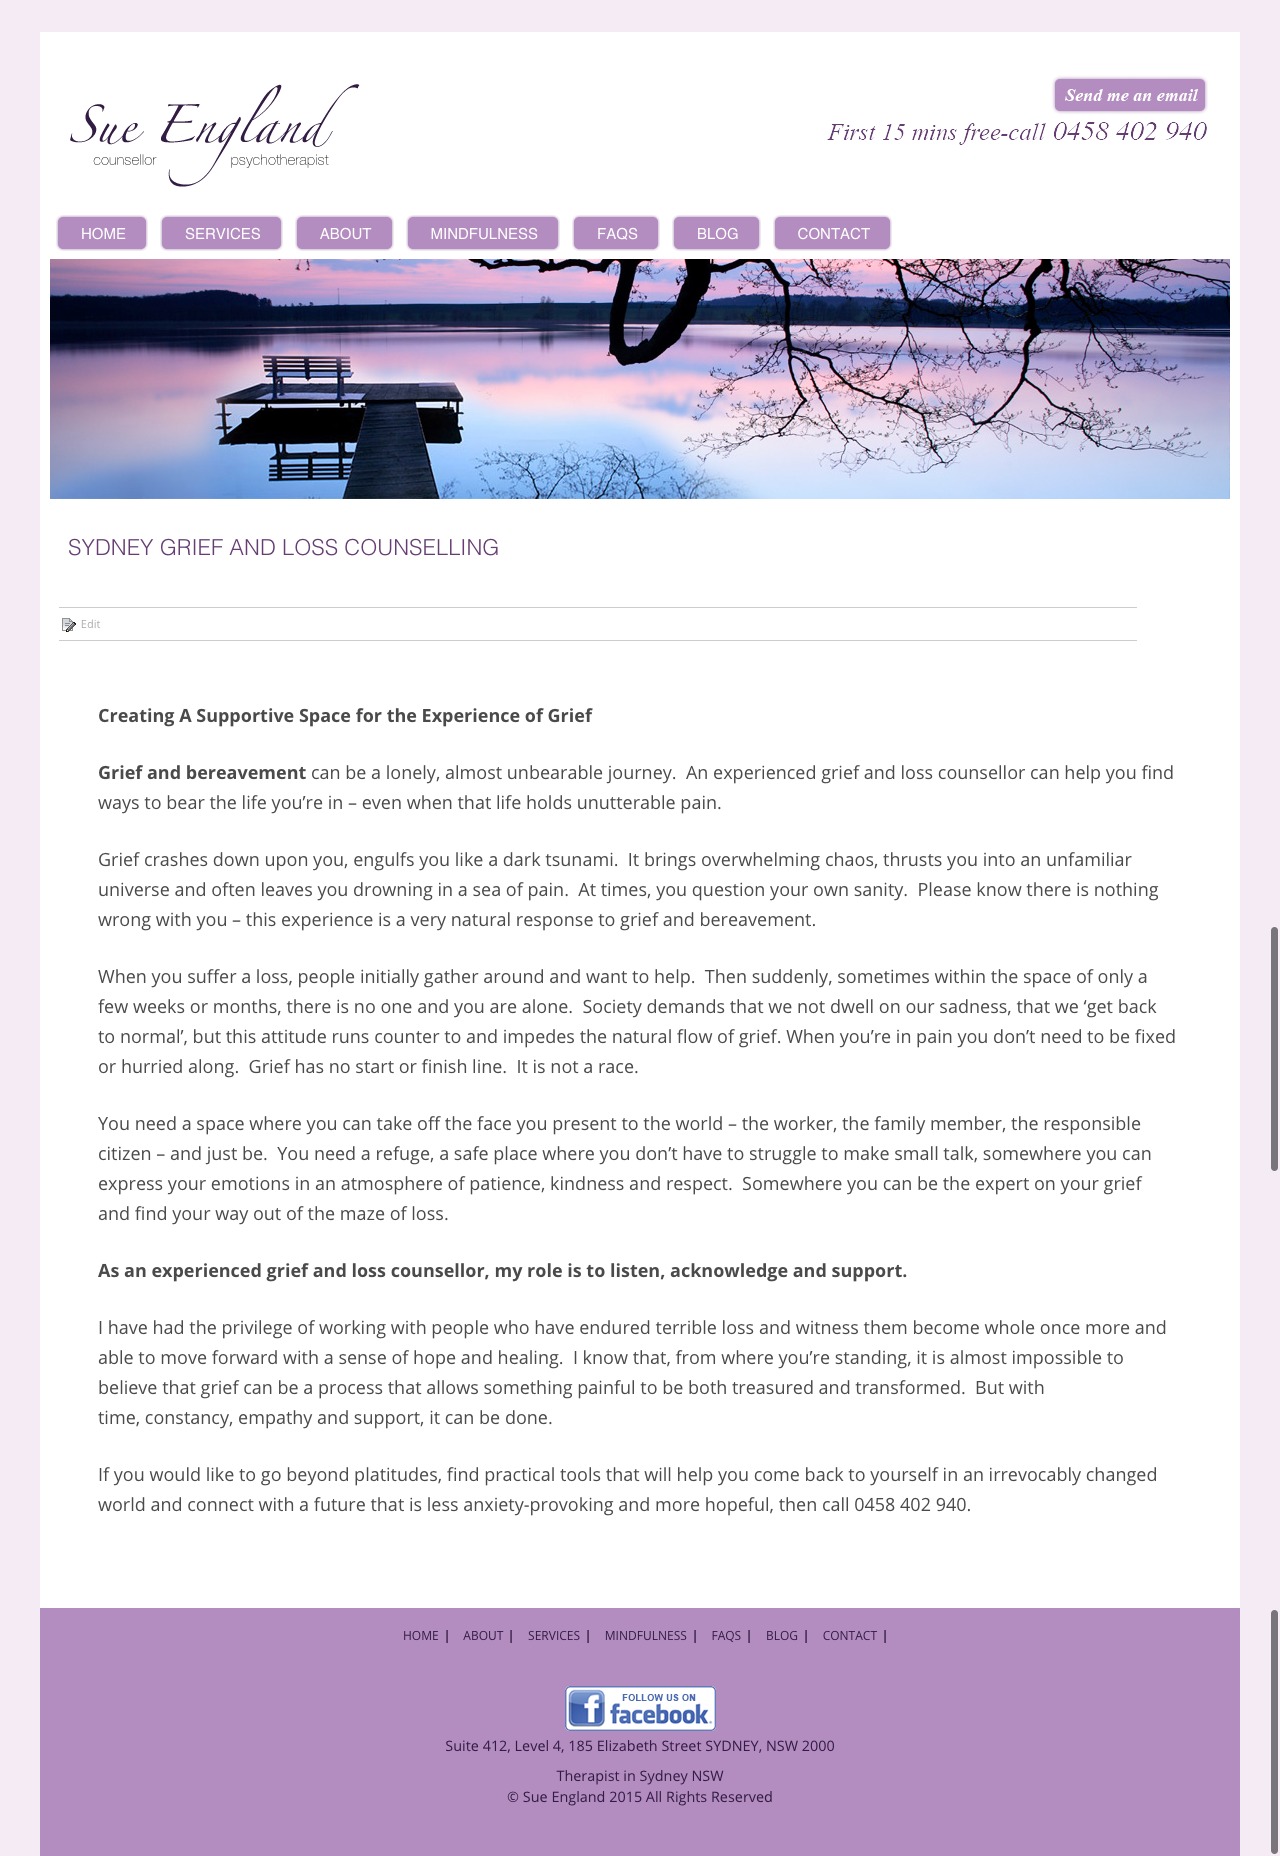 Sue England
counsellor psychotherapist
Send me an email
First 15 mins free-call 0458 402 940
HOME SERVICES ABOUT MINDFULNESS FAQS BLOG CONTACT
SYDNEY GRIEF AND LOSS COUNSELLING
Edit
Creating A Supportive Space for the Experience of Grief
Grief and bereavement can be a lonely, almost unbearable journey.  An experienced grief and loss counsellor can help you find
ways to bear the life you’re in – even when that life holds unutterable pain.
Grief crashes down upon you, engulfs you like a dark tsunami.  It brings overwhelming chaos, thrusts you into an unfamiliar
universe and often leaves you drowning in a sea of pain.  At times, you question your own sanity.  Please know there is nothing
wrong with you – this experience is a very natural response to grief and bereavement.
When you suffer a loss, people initially gather around and want to help.  Then suddenly, sometimes within the space of only a
few weeks or months, there is no one and you are alone.  Society demands that we not dwell on our sadness, that we ‘get back
to normal’, but this attitude runs counter to and impedes the natural flow of grief. When you’re in pain you don’t need to be fixed
or hurried along.  Grief has no start or finish line.  It is not a race.
You need a space where you can take off the face you present to the world – the worker, the family member, the responsible
citizen – and just be.  You need a refuge, a safe place where you don’t have to struggle to make small talk, somewhere you can
express your emotions in an atmosphere of patience, kindness and respect.  Somewhere you can be the expert on your grief
and find your way out of the maze of loss.
As an experienced grief and loss counsellor, my role is to listen, acknowledge and support.
I have had the privilege of working with people who have endured terrible loss and witness them become whole once more and
able to move forward with a sense of hope and healing.  I know that, from where you’re standing, it is almost impossible to
believe that grief can be a process that allows something painful to be both treasured and transformed.  But with
time, constancy, empathy and support, it can be done.
If you would like to go beyond platitudes, find practical tools that will help you come back to yourself in an irrevocably changed
world and connect with a future that is less anxiety-provoking and more hopeful, then call 0458 402 940.
HOME | ABOUT | SERVICES | MINDFULNESS | FAQS | BLOG | CONTACT |
FOLLOW US ON
f facebook.
Suite 412, Level 4, 185 Elizabeth Street SYDNEY, NSW 2000
Therapist in Sydney NSW
© Sue England 2015 All Rights Reserved